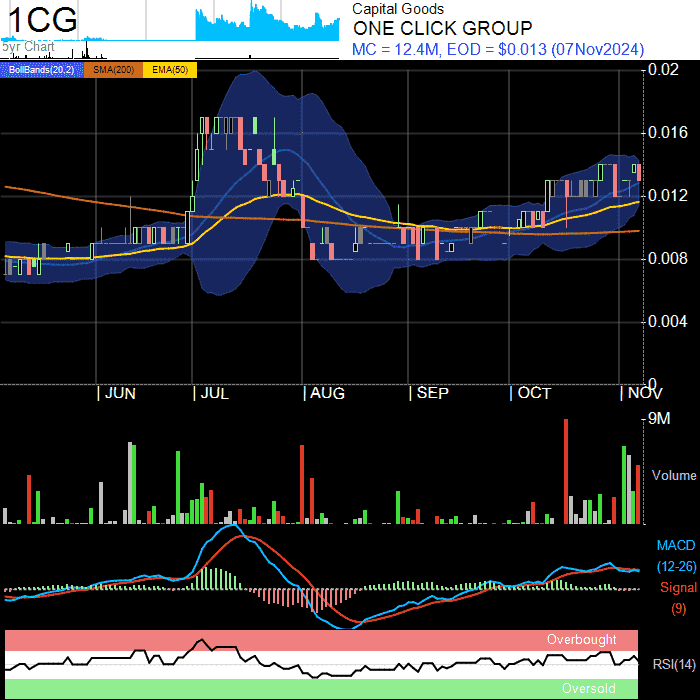 1CG
5yr Chart
Capital Goods
ONE CLICK GROUP
MC = 12.4M, EOD = $0.013 (07Nov2024)
BollBands(20,2) SMA(200) EMA(50)
0.02
0.016
0.012
0.008
0.004
0
JUN JUL AUG SEP OCT NOV
9M
Volume
MACD
(12-26)
Signal
(9)
Overbought
RSI(14)
Oversold